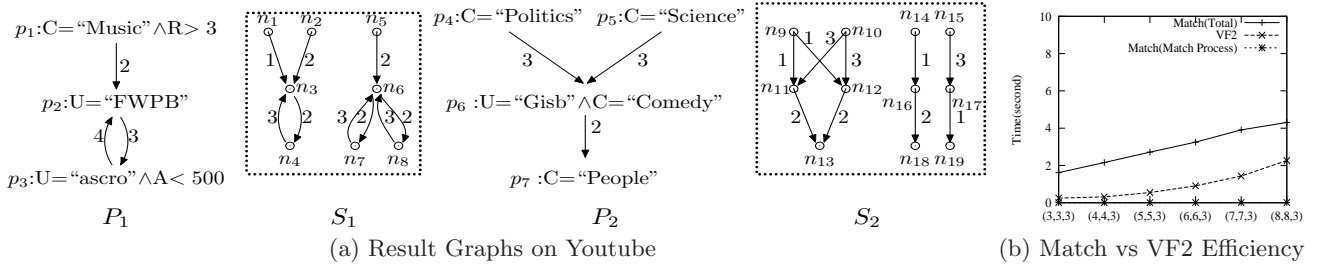 p1:C="Music"∧R> 3
2
p2:U="FWPB"
4 3
p3:U="ascro"∧A< 500
P1
n1 n2 n5
1 2 2
n3 n6
3 2 3 2 3 2
n4 n7 n8
S1
p4:C="Politics" p5:C="Science"
3 3
p6 :U="Gisb"∧C="Comedy"
2
p7 :C="People"
P2
n9 n10 n14 n15
1 1 3 3 1 3
n11 n12 n16 n17
2 2 2 1
n13 n18 n19
S2
(a) Result Graphs on Youtube
Match(Total)
VF2
Match(Match Process)
Time(second)
10
8
6
4
2
0
(3,3,3) (4,4,3) (5,5,3) (6,6,3) (7,7,3) (8,8,3)
(b) Match vs VF2 Efficiency